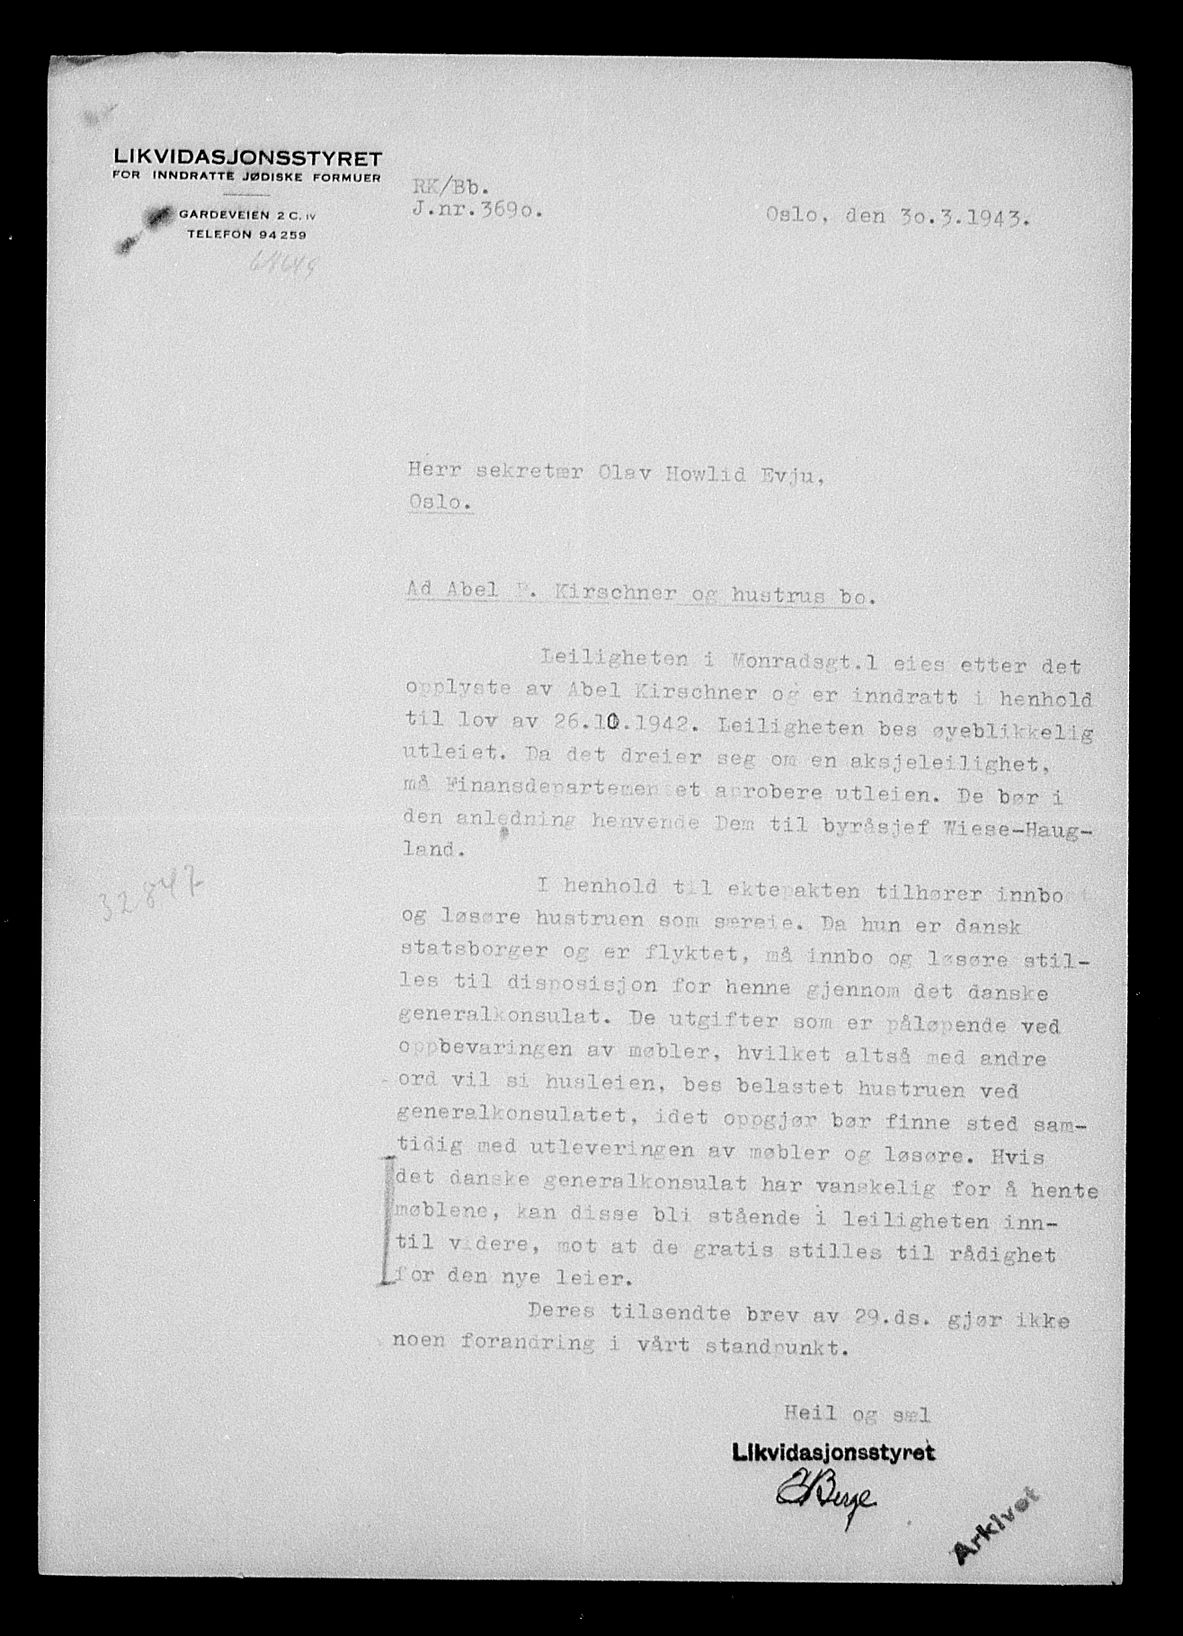 LIKVIDASJONSSTYRET
FOR INNDRATTE JØDISKE FORMUER
GARDEVEIEN 2 C. IV
TELEFON 94259
RK/Bb.
J.nr.3690.
Oslo, den 30.3.1943.
Herr sekretær Olav Howlid Evju,
Oslo.
Ad Abel Kirschner og hustrus bo.
Leiligheten i Monradsgt.1 eies etter det
opplyste av Abel Kirschner og er inndratt i henhold
til lov av 26.10.1942. Leiligheten bes øyeblikkelig
utleiet. Da det dreier seg om en aksjeleilighet,
må Finansdepartementet aprobere utleien. De bør i
den anledning henvende Dem til byråsjef Wiese-Haug-
land.
32847
I henhold til ektepakten tilhører innbo
og løsøre hustruen som særeie. Da hun er dansk
statsborger og er flyktet, må innbo og løsøre stil-
les til disposisjon for henne gjennom det danske
generalkonsulat. De utgifter som er påløpende ved
oppbevaringen av møbler, hvilket altså med andre
ord vil si husleien, bes belastet hustruen ved
generalkonsulatet, idet oppgjør bør finne sted sam-
tidig med utleveringen av møbler og løsøre. Hvis
det danske generalkonsulat har vanskelig for å hente
møblene, kan disse bli stående i leiligheten inn-
til videre, mot at de gratis stilles til rådighet
for den nye leier.
Deres tilsendte brev av 29.ds. gjør ikke
noen forandring i vårt standpunkt.
Heil og sæl
Likvidasjonsstyret
Berge
Arkivet